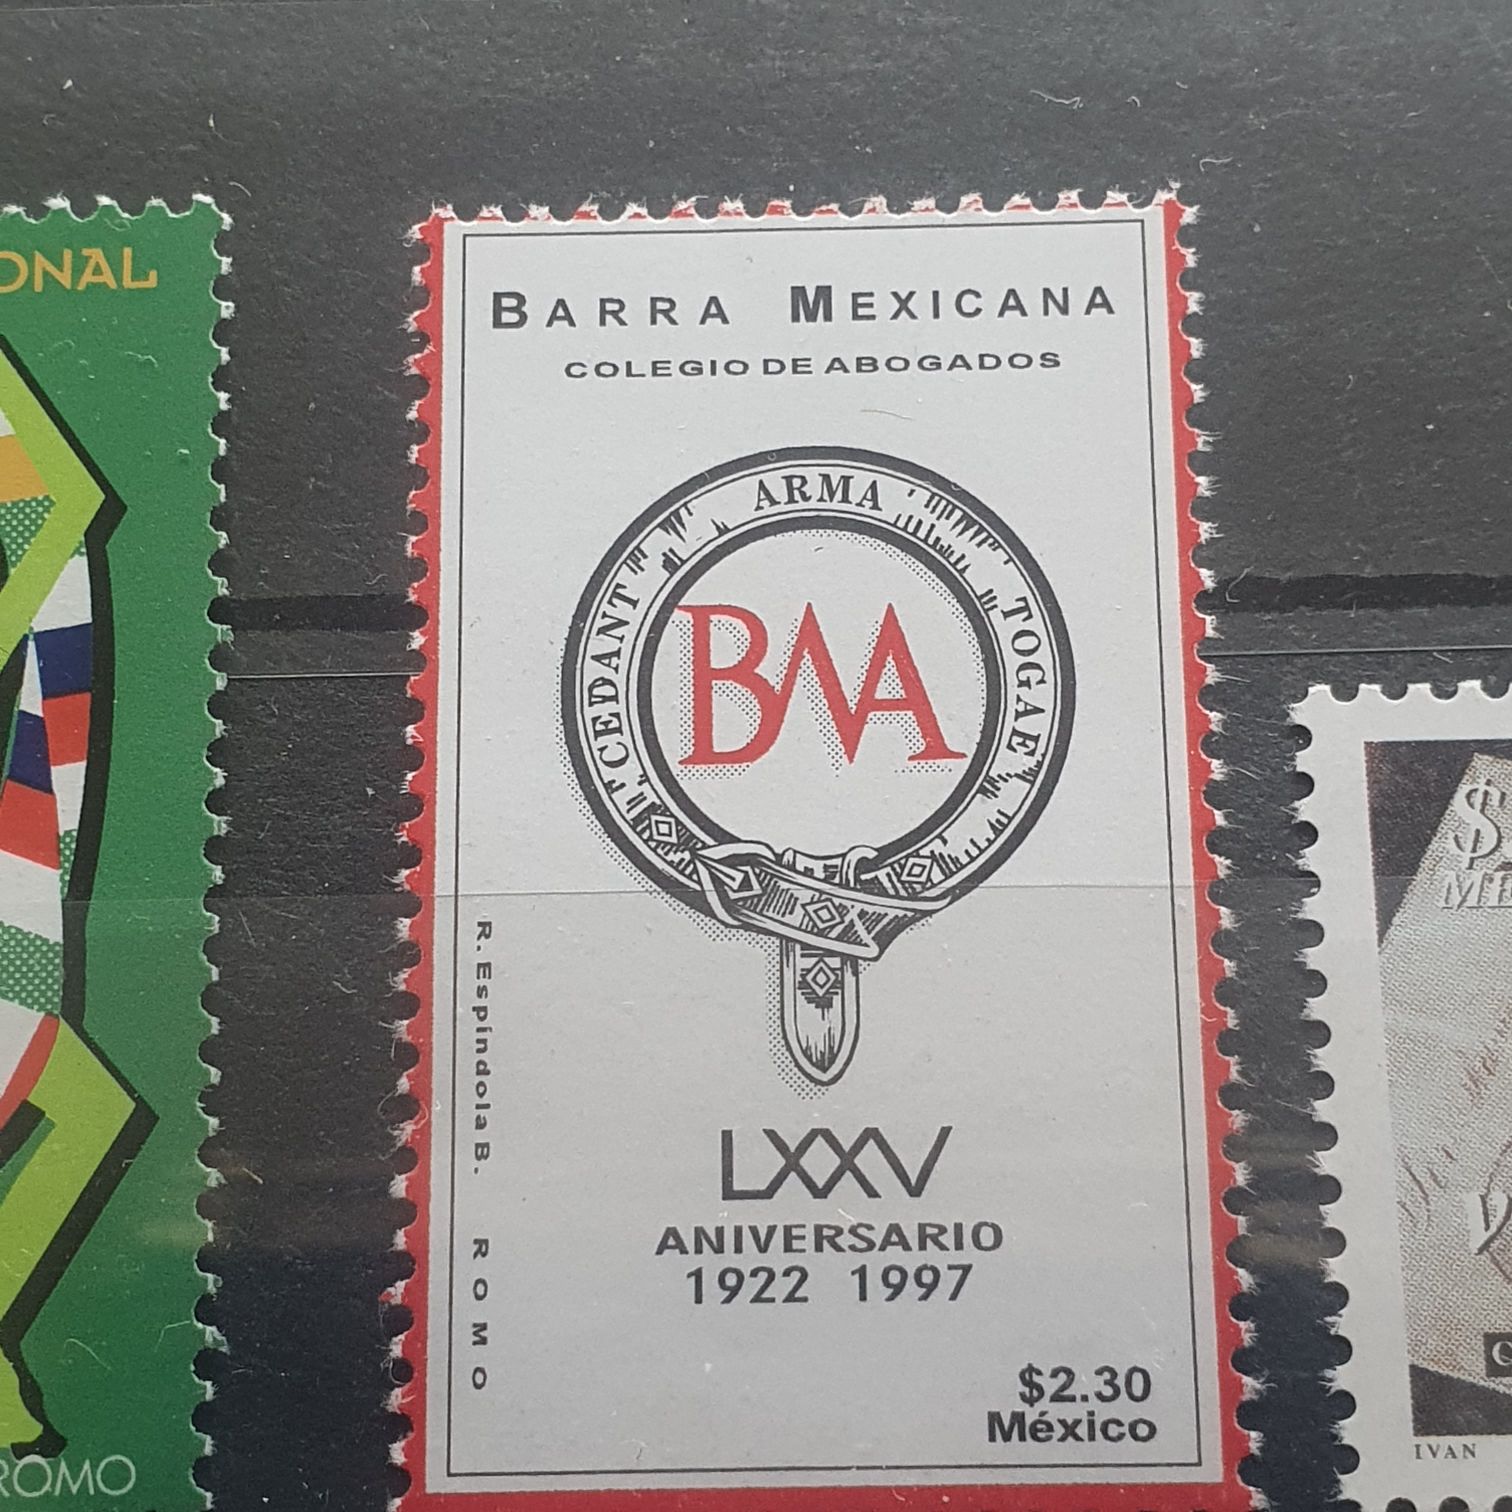 ONAL
ROMO
BARRA MEXICANA
COLEGIO DE ABOGADOS
CEDANT ARMA TOGAE
BMA
LXXV
ANIVERSARIO
1922 1997
$2.30
México
R. Espíndola B. ROMO
$
IVAN